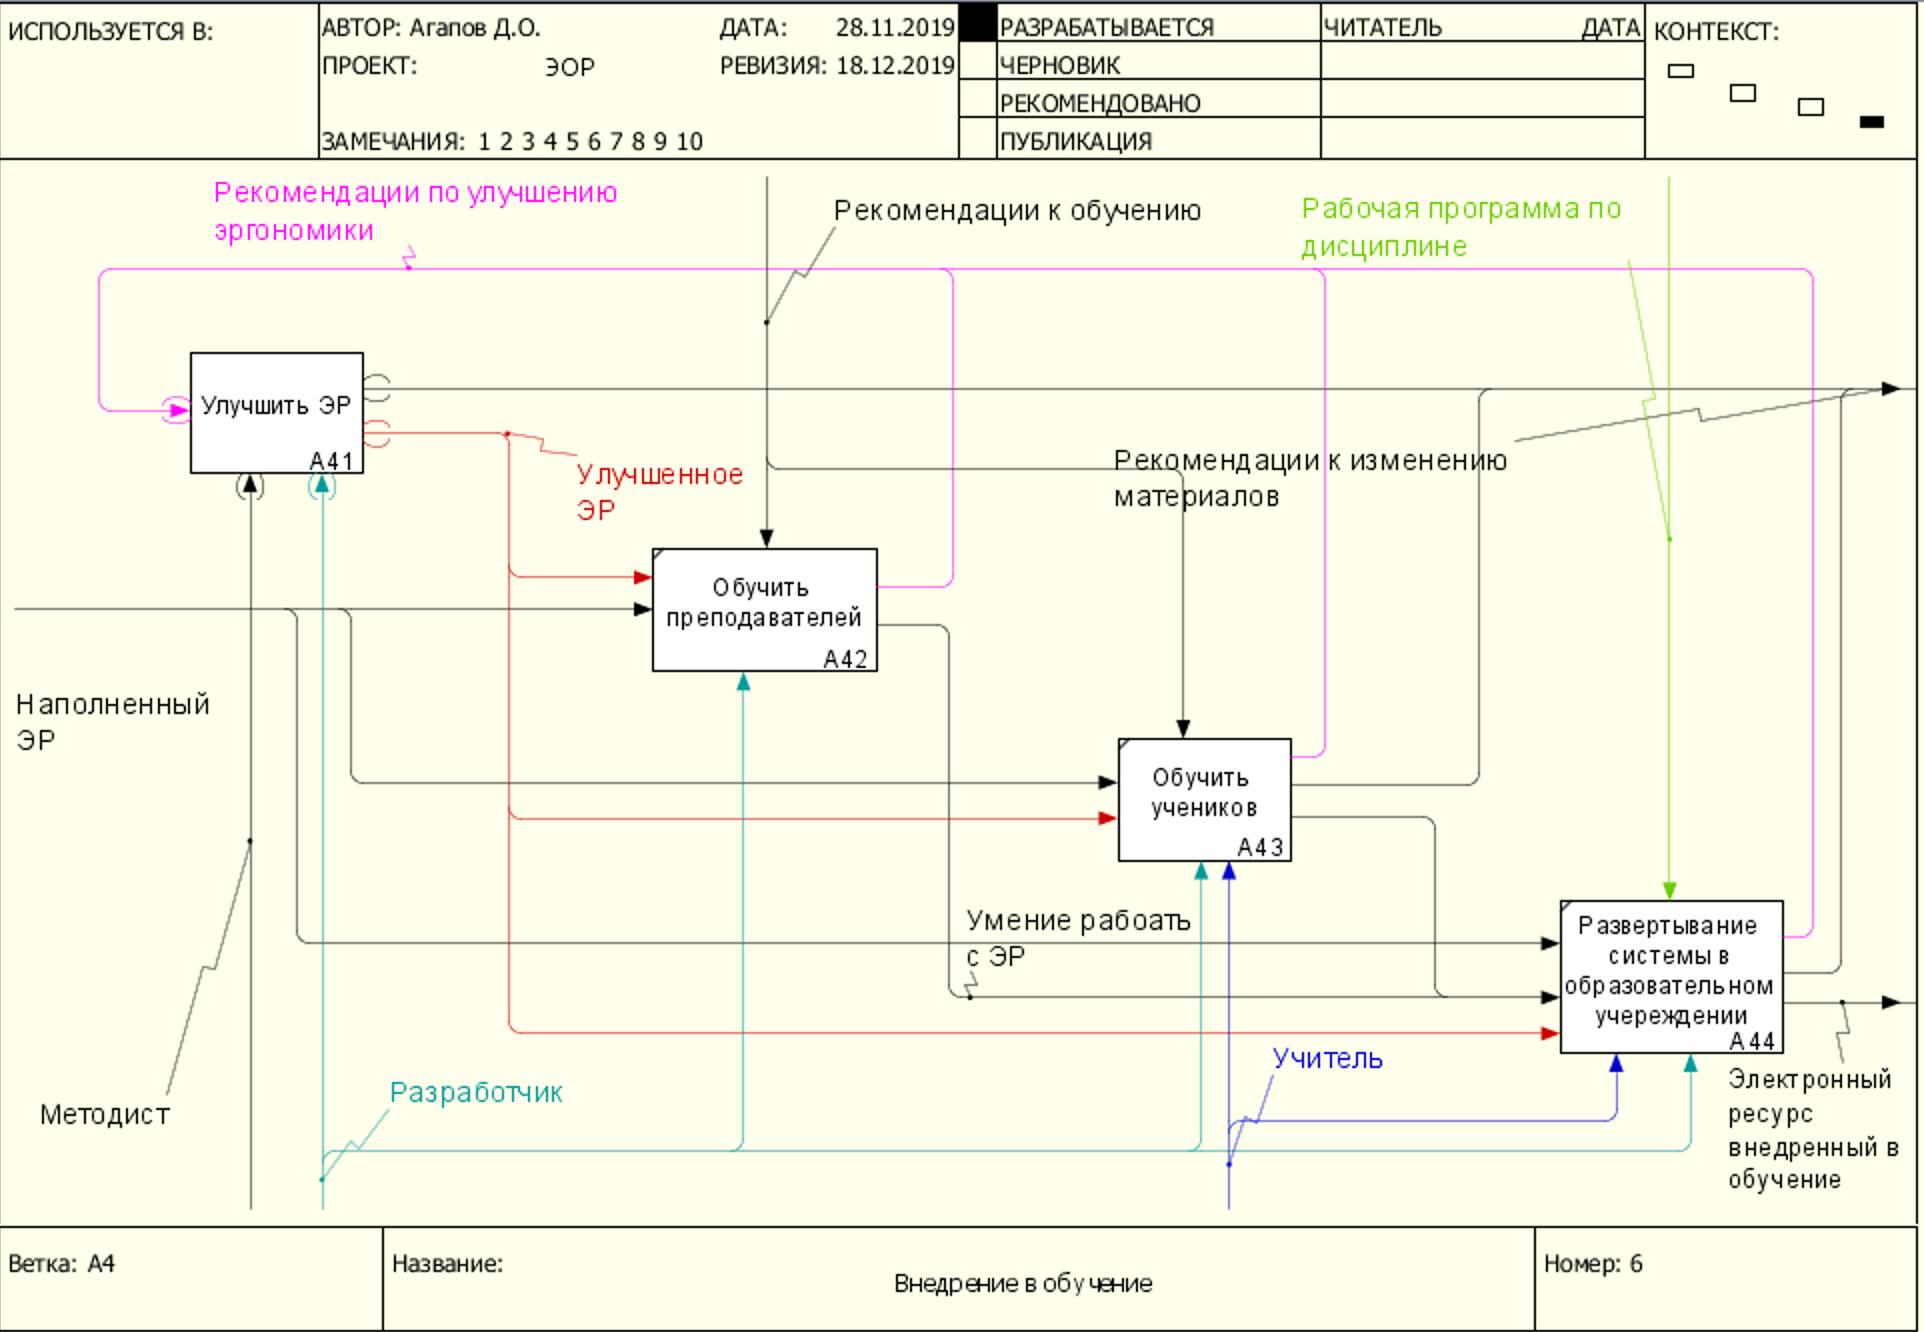 ИСПОЛЬЗУЕТСЯ В:
АВТОР: Агапов Д.О.
ДАТА: 28.11.2019
ПРОЕКТ: ЭОР
РЕВИЗИЯ: 18.12.2019
ЗАМЕЧАНИЯ: 1 2 3 4 5 6 7 8 9 10
РАЗРАБАТЫВАЕТСЯ
ЧЕРНОВИК
РЕКОМЕНДОВАНО
ПУБЛИКАЦИЯ
ЧИТАТЕЛЬ
ДАТА
КОНТЕКСТ:
Рекомендации по улучшению
эргономики
Рекомендации к обучению
Рабочая программа по
дисциплине
Улучшить ЭР
A41
Улучшенное
ЭР
Рекомендации к изменению
материалов
Обучить
преподавателей
A42
Наполненный
ЭР
Обучить
учеников
A43
Умение рабоать
с ЭР
Развертывание
системы в
образовательном
учереждении
A44
Учитель
Разработчик
Методист
Электронный
ресурс
внедренный в
обучение
Ветка: A4
Название:
Внедрение в обучение
Номер: 6